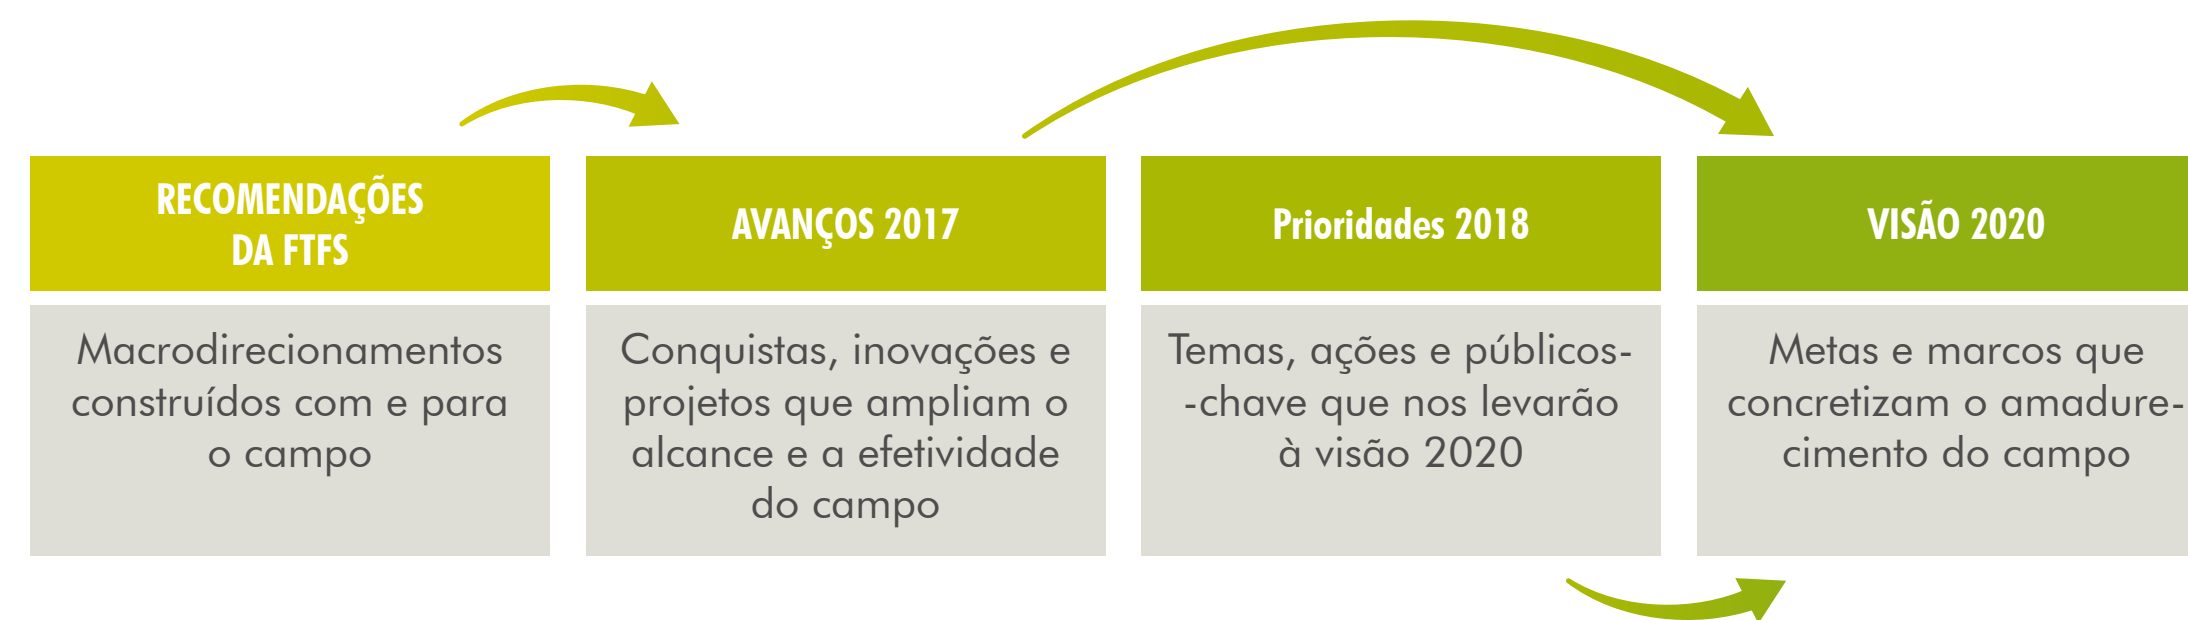 RECOMENDAÇÕES
DA FTFS
Macrodirecionamentos
construídos com e para
o campo
AVANÇOS 2017
Conquistas, inovações e
projetos que ampliam o
alcance e a efetividade
do campo
Prioridades 2018
Temas, ações e públicos-
-chave que nos levarão
à visão 2020
VISÃO 2020
Metas e marcos que
concretizam o amadure-
cimento do campo